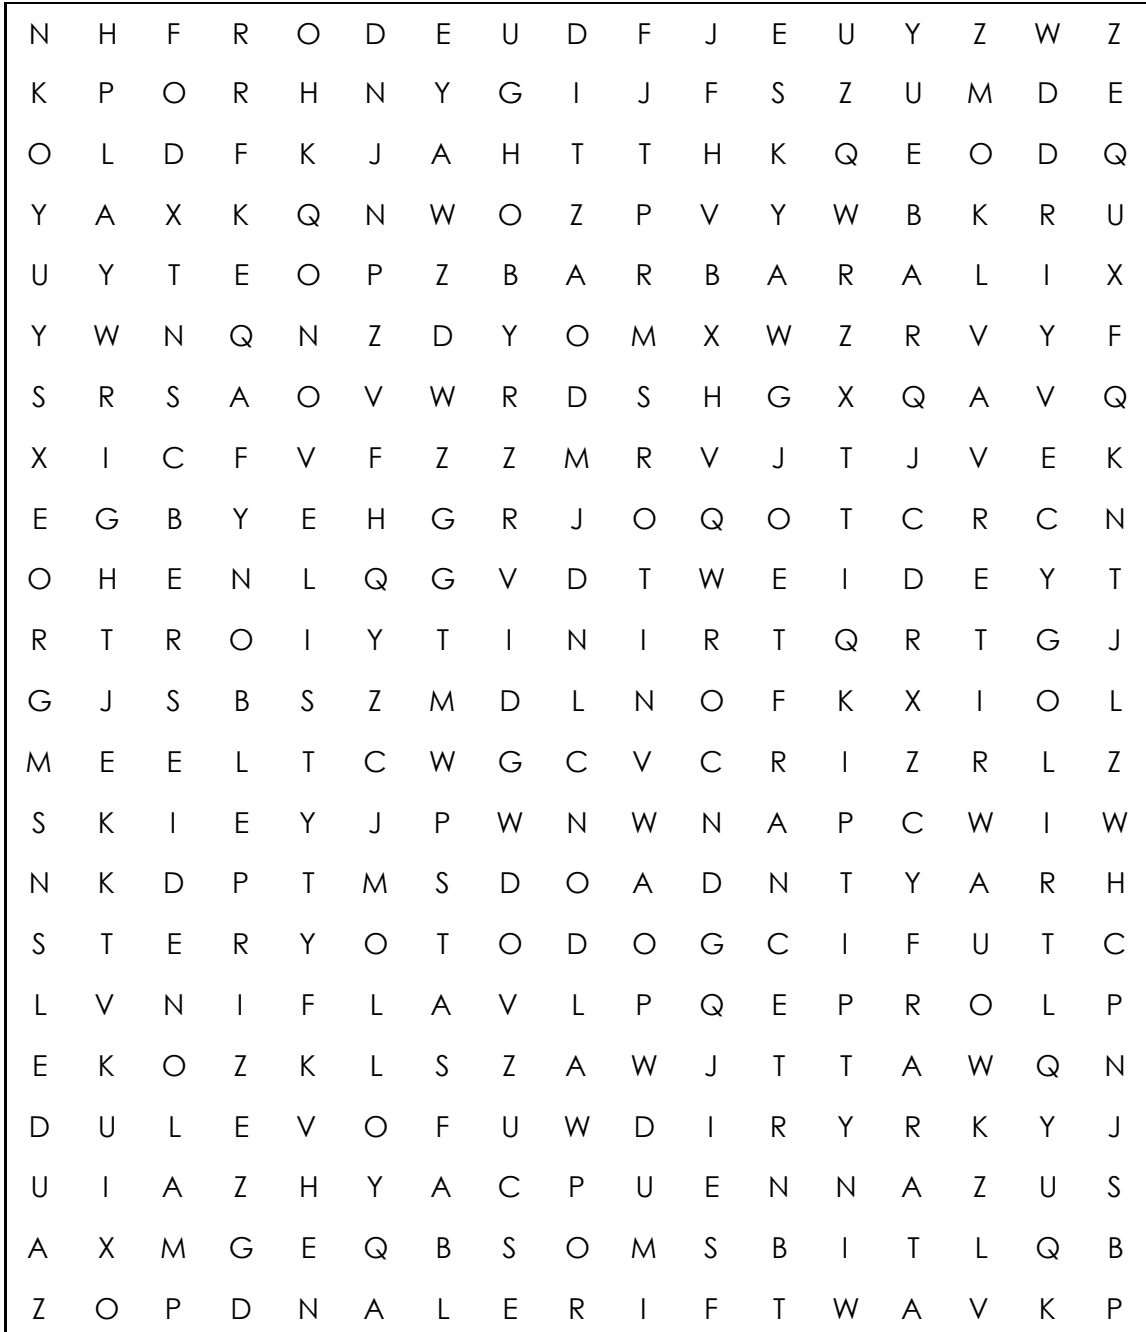 N H F R O D E U D F J E U Y Z W Z
K P O R H N Y G I J F S Z U M D E
O L D F K J A H T T H K Q E O D Q
Y A X K Q N W O Z P V Y W B K R U
U Y T E O P Z B A R B A R A L I X
Y W N Q N Z D Y O M X W Z R V Y F
S R S A O V W R D S H G X Q A V Q
X I C F V F Z Z M R V J T J V E K
E G B Y E H G R J O Q O T C R C N
O H E N L Q G V D T W E I D E Y T
R T R O I Y T I N I R T Q R T G J
G J S B S Z M D L N O F K X I O L
M E E L T C W G C V C R I Z R L Z
S K I E Y J P W N W N A P C W I W
N K D P T M S D O A D N T Y A R H
S T E R Y O T O D O G C I F U T C
L V N I F L A V L P Q E P R O L P
E K O Z K L S Z A W J T T A W Q N
D U L E V O F U W D I R Y R K Y J
U I A Z H Y A C P U E N N A Z U S
A X M G E Q B S O M S B I T L Q B
Z O P D N A L E R I F T W A V K P